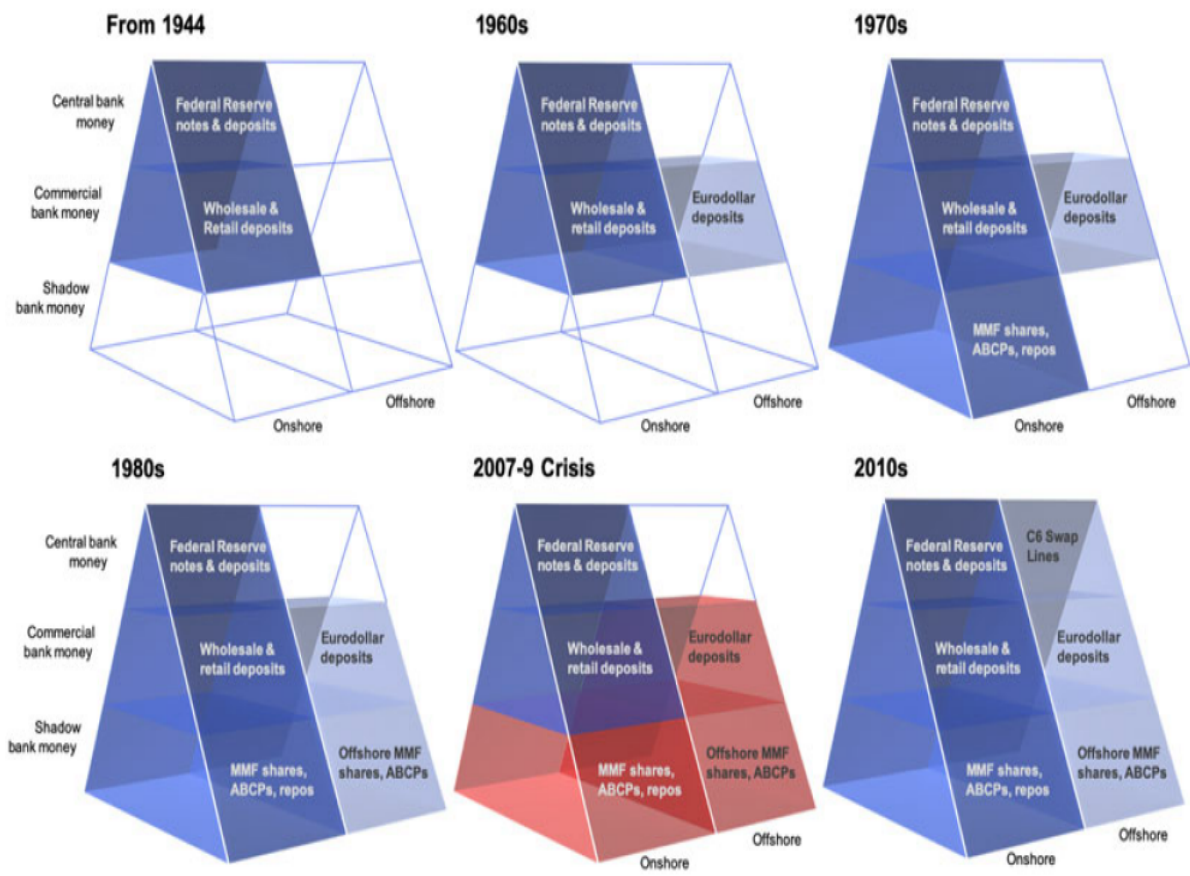 From 1944
1960s
1970s
Central bank
money
Commercial
bank money
Shadow
bank money
Federal Reserve
notes & deposits
Wholesale &
Retail deposits
Onshore
Offshore
Federal Reserve
notes & deposits
Wholesale &
retail deposits
Eurodollar
deposits
Onshore
Offshore
Federal Reserve
notes & deposits
Wholesale &
retail deposits
Eurodollar
deposits
MMF shares,
ABCPs, repos
Onshore
Offshore
1980s
2007-9 Crisis
2010s
Central bank
money
Commercial
bank money
Shadow
bank money
Federal Reserve
notes & deposits
Wholesale &
retail deposits
Eurodollar
deposits
MMF shares,
ABCPs, repos
Offshore MMF
shares, ABCPs
Federal Reserve
notes & deposits
Wholesale &
retail deposits
Eurodollar
deposits
MMF shares,
ABCPs, repos
Offshore MMF
shares, ABCPs
Onshore
Offshore
Federal Reserve
notes & deposits
C6 Swap
Lines
Wholesale &
retail deposits
Eurodollar
deposits
MMF shares,
ABCPs, repos
Offshore MMF
shares, ABCPs
Onshore
Offshore